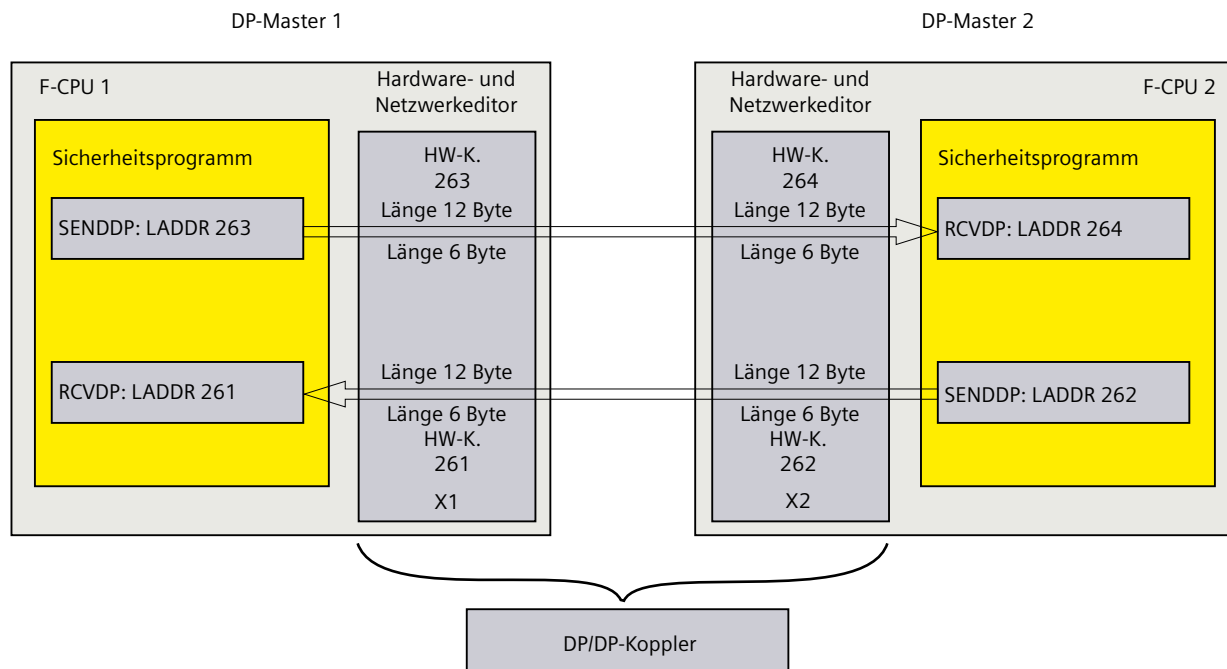 DP-Master 1
DP-Master 2
F-CPU 1
Hardware- und
Netzwerkeditor
Hardware- und
Netzwerkeditor
F-CPU 2
Sicherheitsprogramm
HW-K.
263
HW-K.
264
Sicherheitsprogramm
SENDDP: LADDR 263
Länge 12 Byte
Länge 6 Byte
Länge 12 Byte
Länge 6 Byte
RCVDP: LADDR 264
RCVDP: LADDR 261
Länge 12 Byte
Länge 6 Byte
HW-K.
261
X1
Länge 12 Byte
Länge 6 Byte
HW-K.
262
X2
SENDDP: LADDR 262
DP/DP-Koppler